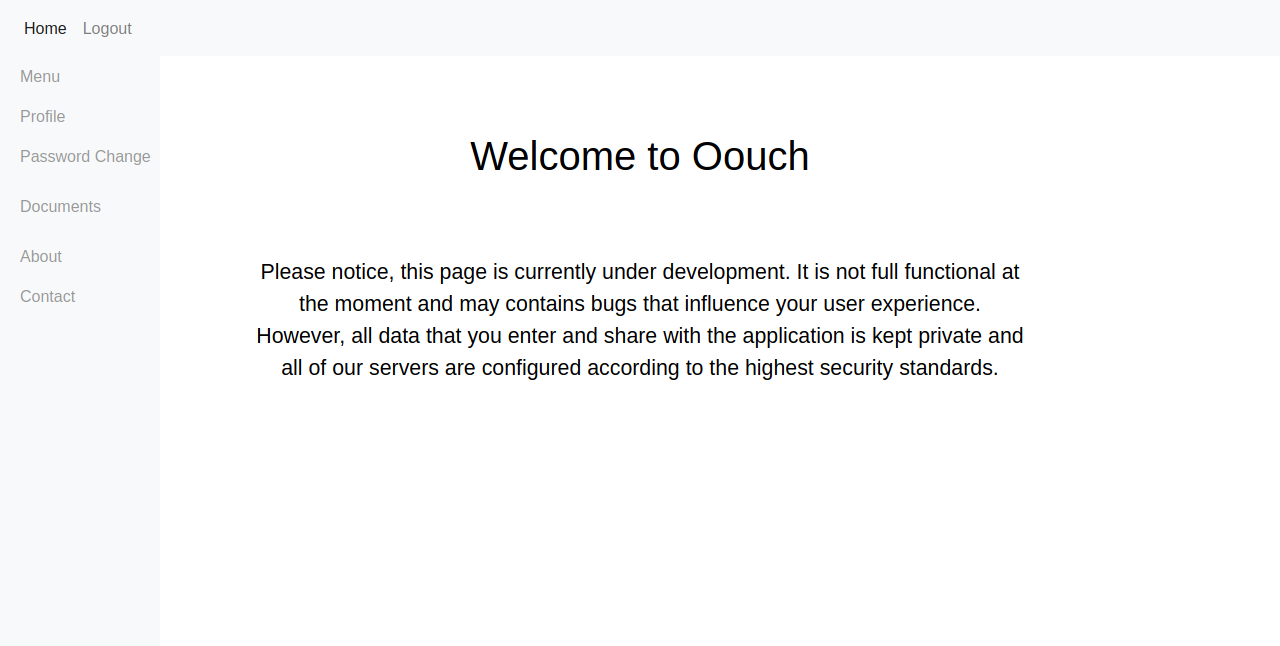 Home Logout
Menu
Profile
Password Change
Documents
About
Contact
Welcome to Oouch
Please notice, this page is currently under development. It is not full functional at
the moment and may contains bugs that influence your user experience.
However, all data that you enter and share with the application is kept private and
all of our servers are configured according to the highest security standards.